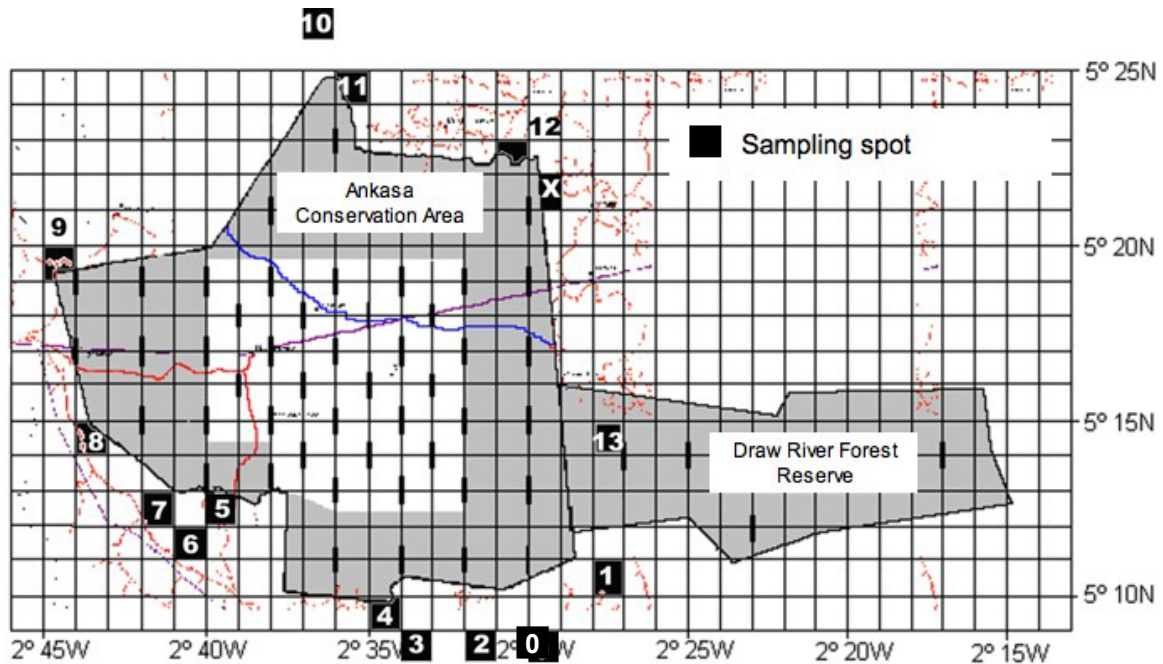 10
11
5° 25N
12
Sampling spot
X
Ankasa
Conservation Area
9
5° 20N
8
13
5° 15N
Draw River Forest
Reserve
7
5
6
1
5° 10N
4
3
2
0
2° 45W
2° 40W
2° 35W
2° 25W
2° 20W
2° 15W